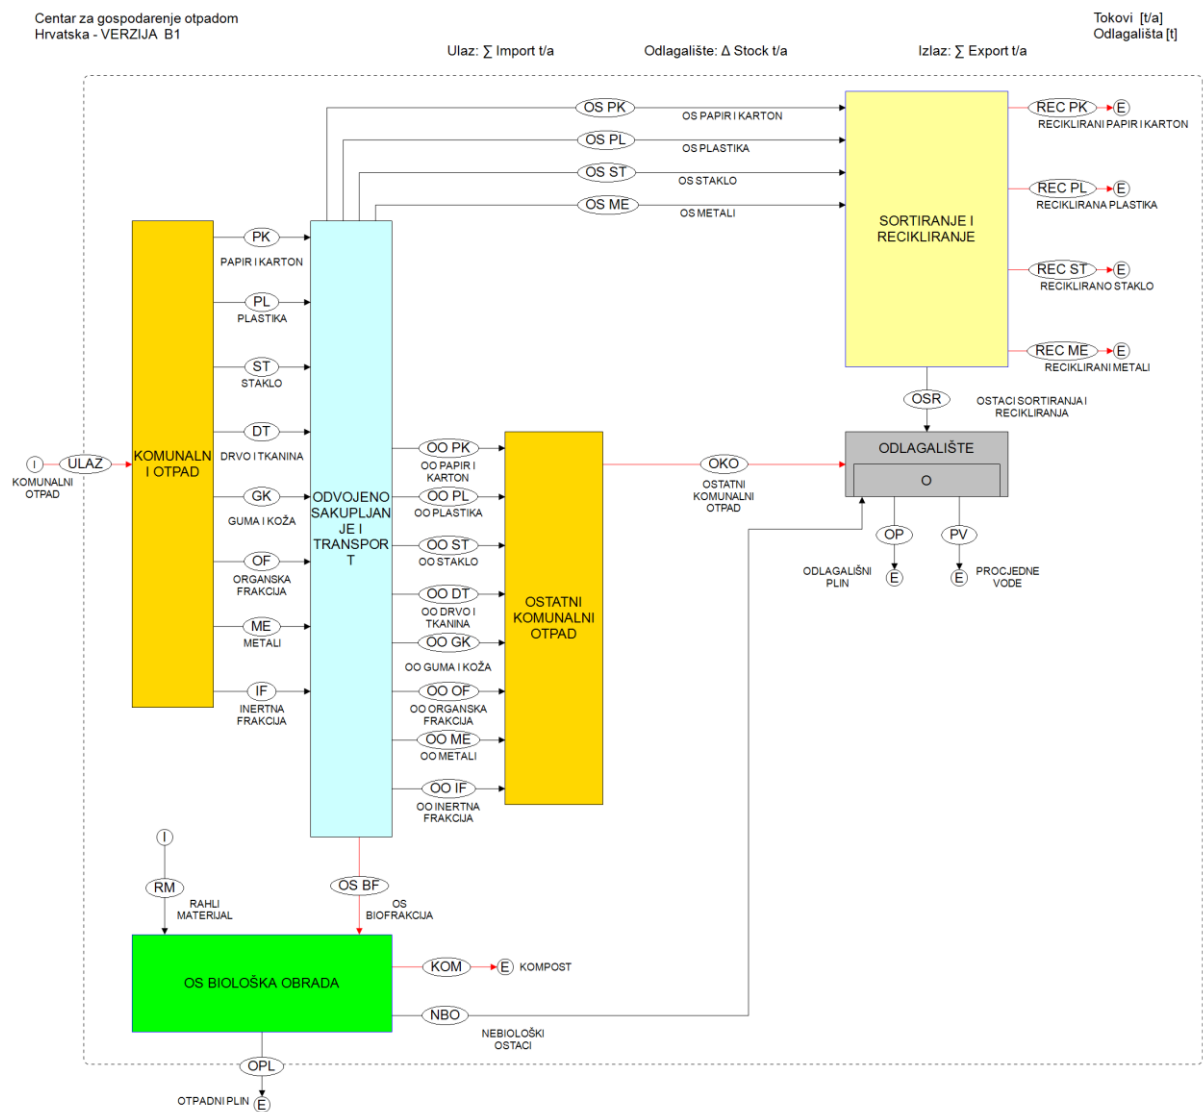 Centar za gospodarenje otpadom
Hrvatska - VERZIJA B1
Tokovi [t/a]
Odlagališta [t]
Ulaz: ∑ Import t/a
Odlagalište: Δ Stock t/a
Izlaz: ∑ Export t/a
OS PK
OS PAPIR I KARTON
OS PL
OS PLASTIKA
OS ST
OS STAKLO
OS ME
OS METALI
SORTIRANJE I
RECIKLIRANJE
REC PK
E
RECIKLIRANI PAPIR I KARTON
REC PL
E
RECIKLIRANA PLASTIKA
REC ST
E
RECIKLIRANO STAKLO
REC ME
E
RECIKLIRANI METALI
OSR
OSTACI SORTIRANJA I
RECIKLIRANJA
I
KOMUNALNI
OTPAD
ULAZ
KOMUNALN
I OTPAD
PK
PAPIR I KARTON
PL
PLASTIKA
ST
STAKLO
DT
DRVO I TKANINA
GK
GUMA I KOŽA
OF
ORGANSKA
FRAKCIJA
ME
METALI
IF
INERTNA
FRAKCIJA
ODVOJENO
SAKUPLJAN
JE I
TRANSPOR
T
OO PK
OO PAPIR I
KARTON
OO PL
OO PLASTIKA
OO ST
OO STAKLO
OO DT
OO DRVO I
TKANINA
OO GK
OO GUMA I KOŽA
OO OF
OO ORGANSKA
FRAKCIJA
OO ME
OO METALI
OO IF
OO INERTNA
FRAKCIJA
OSTATNI
KOMUNALNI
OTPAD
OKO
OSTATNI
KOMUNALNI
OTPAD
ODLAGALIŠTE
O
OP
ODLAGALIŠNI
PLIN
E
PV
E
PROCJEDNE
VODE
I
RM
RAHLI
MATERIJAL
OS BF
OS
BIOFRAKCIJA
OS BIOLOŠKA OBRADA
KOM
E
KOMPOST
NBO
NEBIOLOŠKI
OSTACI
OPL
OTPADNI PLIN
E